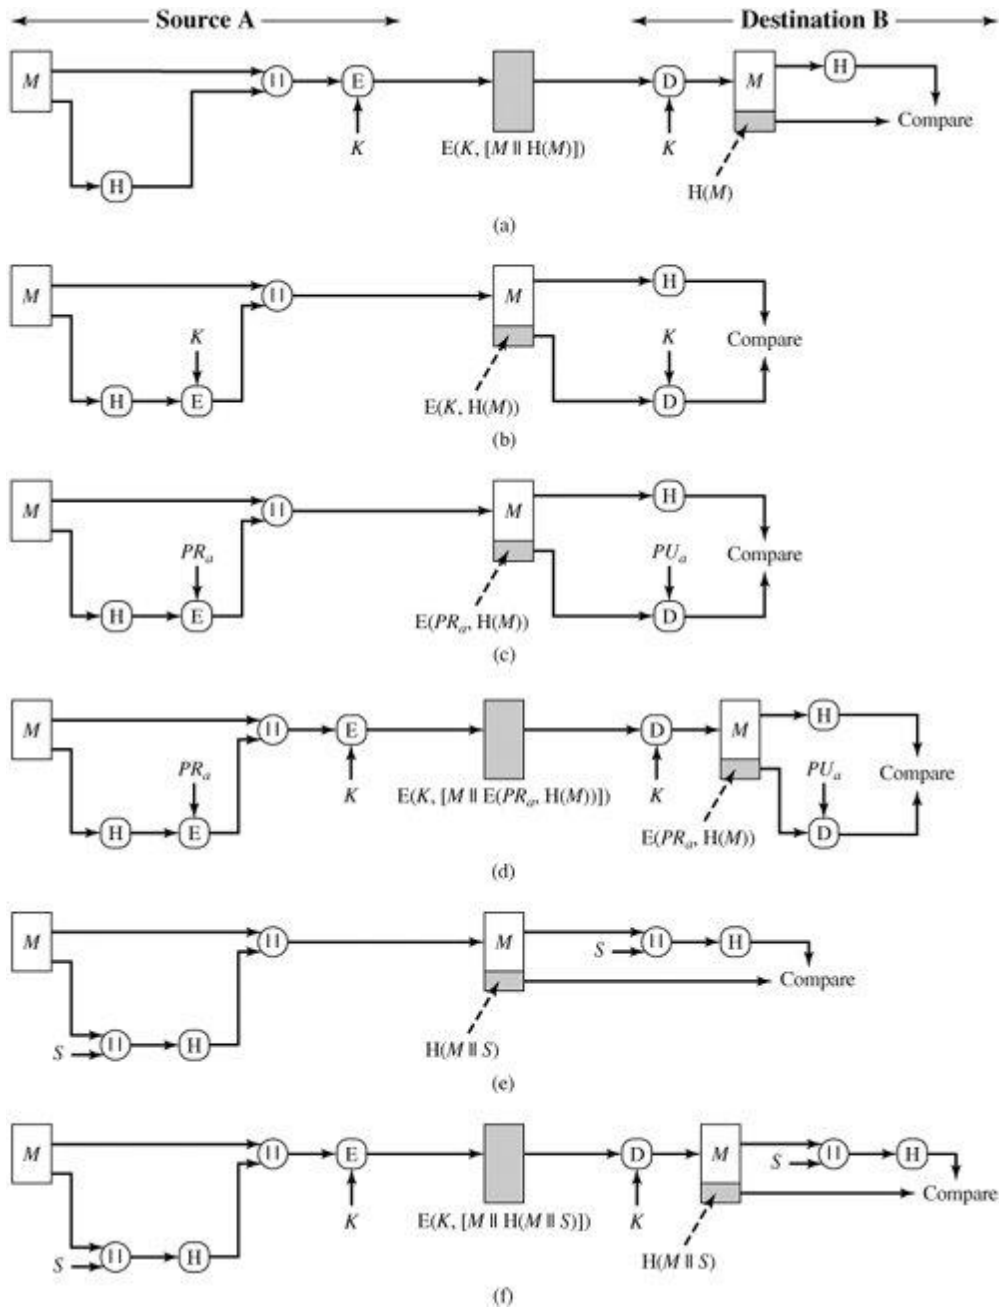 Source A
Destination B
M
||
E
D
M
H
Compare
K
E(K, [M || H(M)])
K
H
H(M)
(a)
M
||
M
H
K
K
Compare
H
E
E(K, H(M))
D
(b)
M
||
M
H
PRa
PUa
Compare
H
E
E(PRa, H(M))
D
(c)
M
||
E
D
M
H
PRa
K
E(K, [M || E(PRa, H(M))])
K
PUa
Compare
H
E
E(PRa, H(M))
D
(d)
M
||
M
S
||
H
Compare
S
||
H
H(M || S)
(e)
M
||
E
D
M
S
||
H
Compare
K
E(K, [M || H(M || S)])
K
S
||
H
H(M || S)
(f)